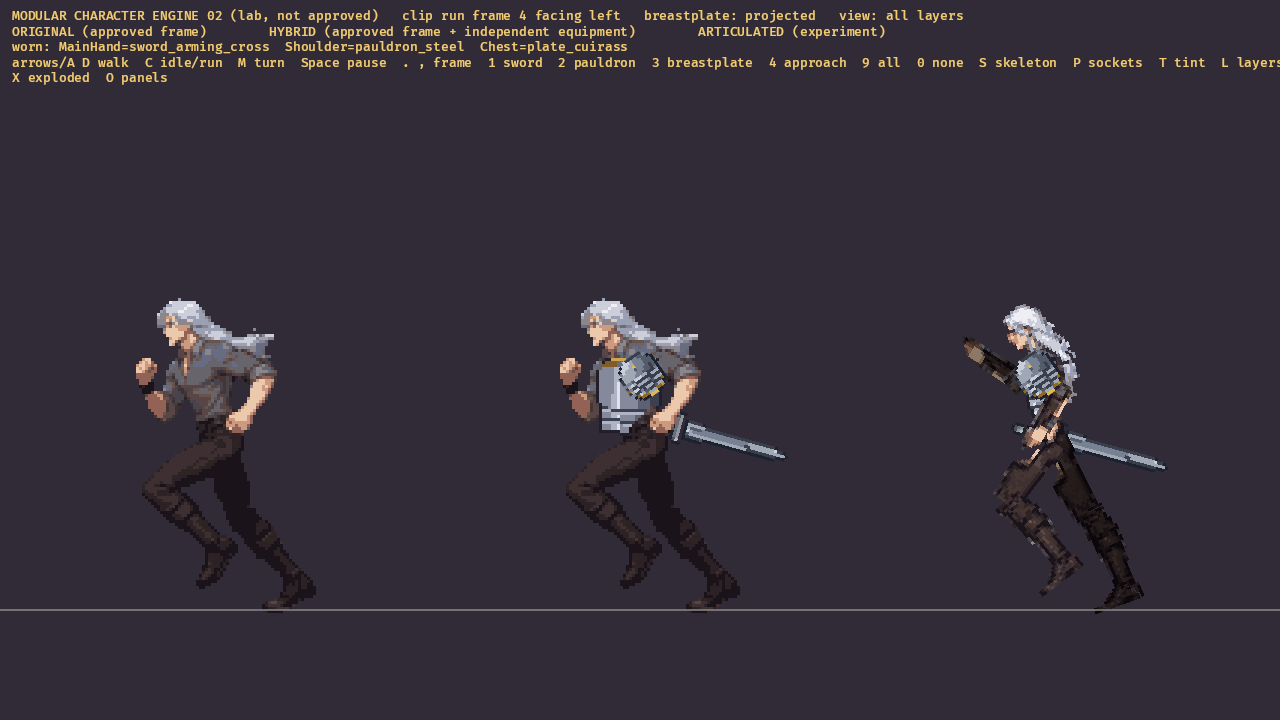 MODULAR CHARACTER ENGINE 02 (lab, not approved)   clip run frame 4 facing left   breastplate: projected   view: all layers
ORIGINAL (approved frame)        HYBRID (approved frame + independent equipment)        ARTICULATED (experiment)
worn: MainHand=sword_arming_cross  Shoulder=pauldron_steel  Chest=plate_cuirass
arrows/A D walk  C idle/run  M turn  Space pause  . , frame  1 sword  2 pauldron  3 breastplate  4 approach  9 all  0 none  S skeleton  P sockets  T tint  L layers
X exploded  O panels